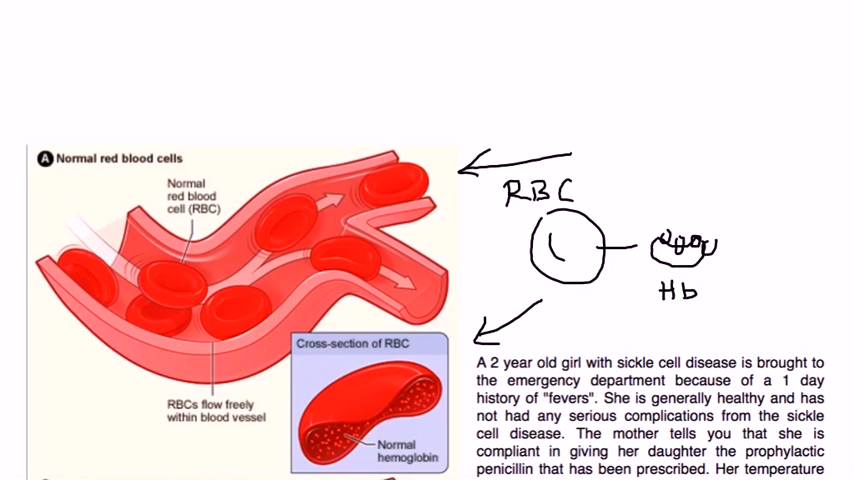 A Normal red blood cells
Normal
red blood
cell (RBC)
RBCs flow freely
within blood vessel
Cross-section of RBC
Normal
hemoglobin
RBC
Hb
A 2 year old girl with sickle cell disease is brought to
the emergency department because of a 1 day
history of "fevers". She is generally healthy and has
not had any serious complications from the sickle
cell disease. The mother tells you that she is
compliant in giving her daughter the prophylactic
penicillin that has been prescribed. Her temperature